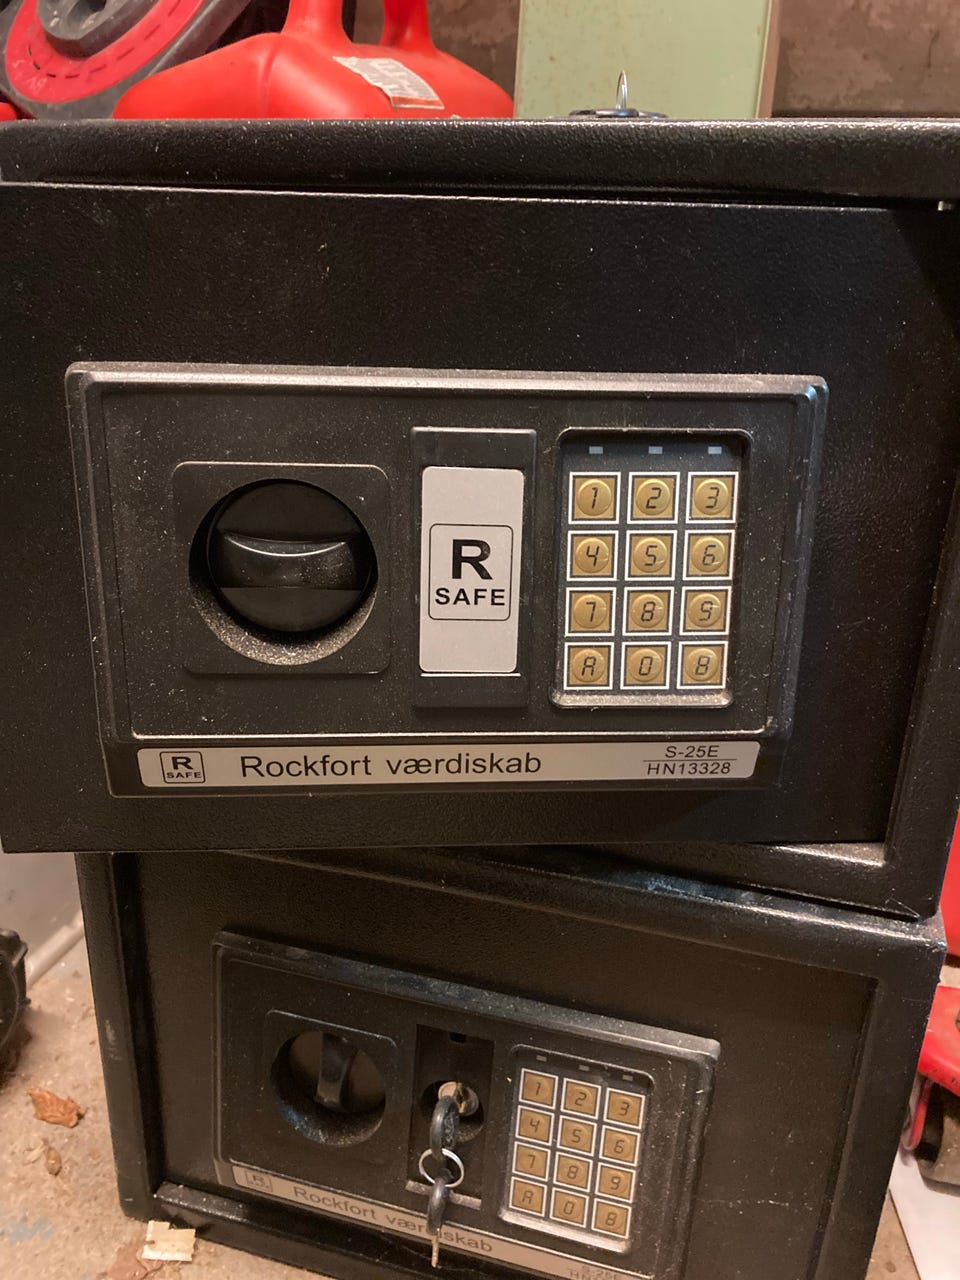 1 2 3
4 5 6
7 8 9
A 0 B
R
SAFE
R
SAFE
Rockfort værdiskab
S-25E
HN13328
1 2 3
4 5 6
7 8 9
A 0 B
Rockfort værdiskab
S-25E